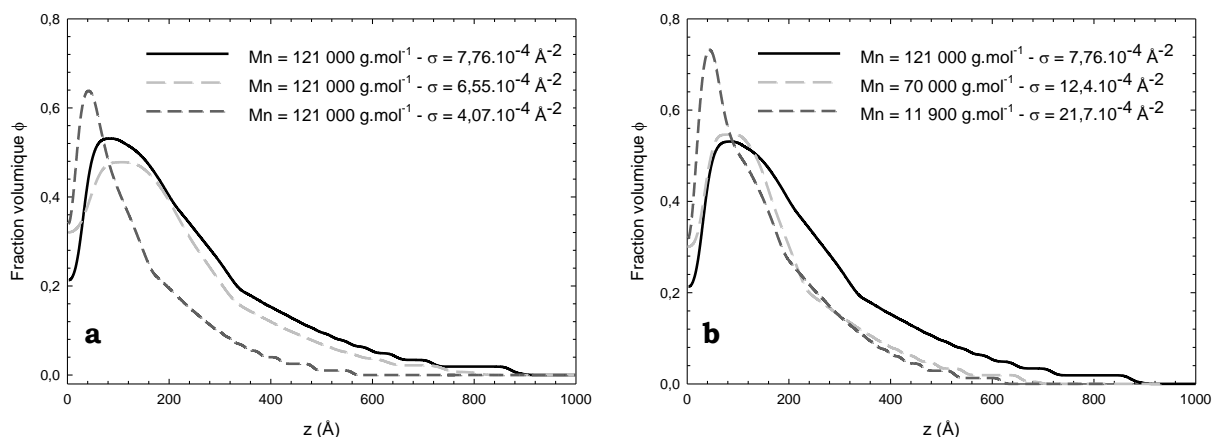 0,8
0,6
0,4
0,2
0,0
Fraction volumique ϕ
Mn = 121 000 g.mol⁻¹ - σ = 7,76.10⁻⁴ Å⁻²
Mn = 121 000 g.mol⁻¹ - σ = 6,55.10⁻⁴ Å⁻²
Mn = 121 000 g.mol⁻¹ - σ = 4,07.10⁻⁴ Å⁻²
a
0 200 400 600 800 1000
z (Å)
0,8
0,6
0,4
0,2
0,0
Fraction volumique ϕ
Mn = 121 000 g.mol⁻¹ - σ = 7,76.10⁻⁴ Å⁻²
Mn = 70 000 g.mol⁻¹ - σ = 12,4.10⁻⁴ Å⁻²
Mn = 11 900 g.mol⁻¹ - σ = 21,7.10⁻⁴ Å⁻²
b
0 200 400 600 800 1000
z (Å)